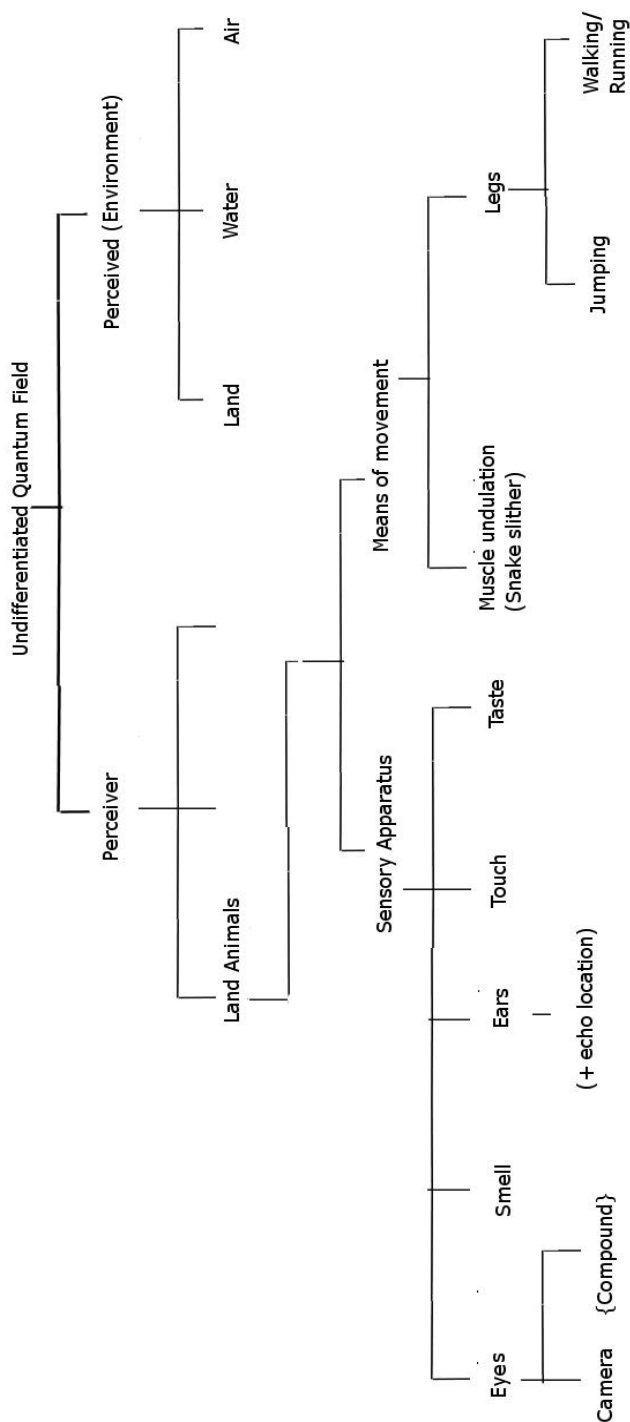 Undifferentiated Quantum Field
Perceiver
Perceived (Environment)
Land
Water
Air
Land Animals
Sensory Apparatus
Means of movement
Eyes
Smell
Ears
Touch
Taste
Muscle undulation
(Snake slither)
Legs
Camera
{Compound}
(+ echo location)
Jumping
Walking/
Running